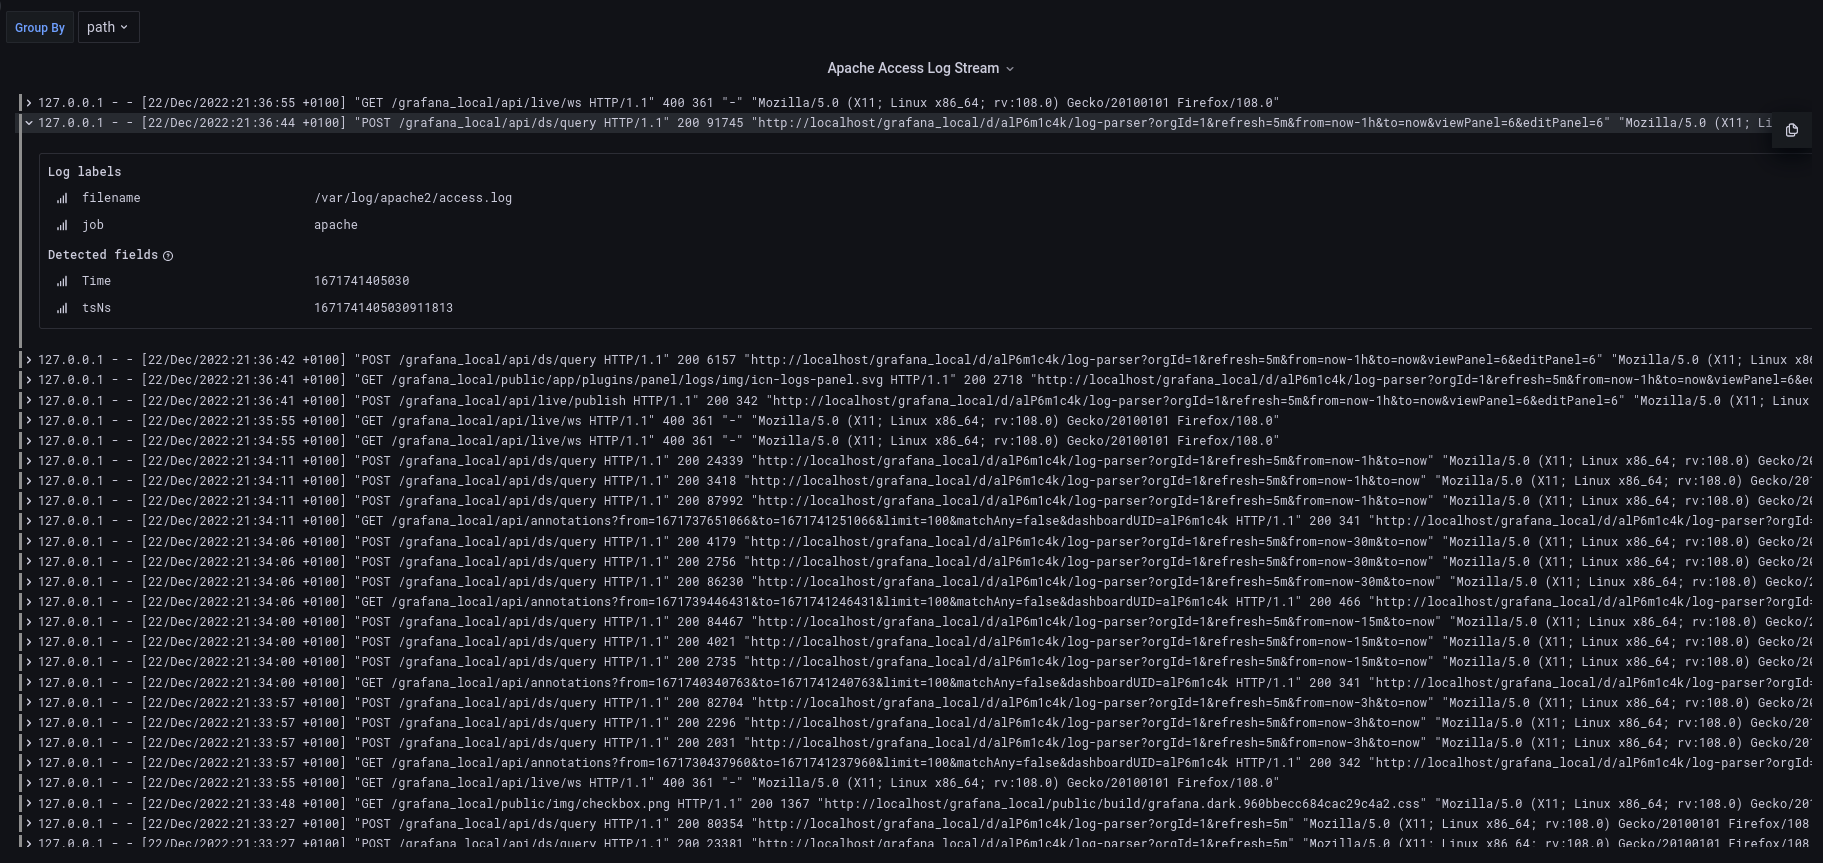 Group By path
Apache Access Log Stream
127.0.0.1 - - [22/Dec/2022:21:36:55 +0100] "GET /grafana_local/api/live/ws HTTP/1.1" 400 361 "-" "Mozilla/5.0 (X11; Linux x86_64; rv:108.0) Gecko/20100101 Firefox/108.0"
127.0.0.1 - - [22/Dec/2022:21:36:44 +0100] "POST /grafana_local/api/ds/query HTTP/1.1" 200 91745 "http://localhost/grafana_local/d/alP6m1c4k/log-parser?orgId=1&refresh=5m&from=now-1h&to=now&viewPanel=6&editPanel=6" "Mozilla/5.0 (X11; Li
Log labels
filename /var/log/apache2/access.log
job apache
Detected fields
Time 1671741405030
tsNs 1671741405030911813
127.0.0.1 - - [22/Dec/2022:21:36:42 +0100] "POST /grafana_local/api/ds/query HTTP/1.1" 200 6157 "http://localhost/grafana_local/d/alP6m1c4k/log-parser?orgId=1&refresh=5m&from=now-1h&to=now&viewPanel=6&editPanel=6" "Mozilla/5.0 (X11; Linux x86
127.0.0.1 - - [22/Dec/2022:21:36:41 +0100] "GET /grafana_local/public/app/plugins/panel/logs/img/icn-logs-panel.svg HTTP/1.1" 200 2718 "http://localhost/grafana_local/d/alP6m1c4k/log-parser?orgId=1&refresh=5m&from=now-1h&to=now&viewPanel=6&ed
127.0.0.1 - - [22/Dec/2022:21:36:41 +0100] "POST /grafana_local/api/live/publish HTTP/1.1" 200 342 "http://localhost/grafana_local/d/alP6m1c4k/log-parser?orgId=1&refresh=5m&from=now-1h&to=now&viewPanel=6&editPanel=6" "Mozilla/5.0 (X11; Linux
127.0.0.1 - - [22/Dec/2022:21:35:55 +0100] "GET /grafana_local/api/live/ws HTTP/1.1" 400 361 "-" "Mozilla/5.0 (X11; Linux x86_64; rv:108.0) Gecko/20100101 Firefox/108.0"
127.0.0.1 - - [22/Dec/2022:21:34:55 +0100] "GET /grafana_local/api/live/ws HTTP/1.1" 400 361 "-" "Mozilla/5.0 (X11; Linux x86_64; rv:108.0) Gecko/20100101 Firefox/108.0"
127.0.0.1 - - [22/Dec/2022:21:34:11 +0100] "POST /grafana_local/api/ds/query HTTP/1.1" 200 24339 "http://localhost/grafana_local/d/alP6m1c4k/log-parser?orgId=1&refresh=5m&from=now-1h&to=now" "Mozilla/5.0 (X11; Linux x86_64; rv:108.0) Gecko/20
127.0.0.1 - - [22/Dec/2022:21:34:11 +0100] "POST /grafana_local/api/ds/query HTTP/1.1" 200 3418 "http://localhost/grafana_local/d/alP6m1c4k/log-parser?orgId=1&refresh=5m&from=now-1h&to=now" "Mozilla/5.0 (X11; Linux x86_64; rv:108.0) Gecko/201
127.0.0.1 - - [22/Dec/2022:21:34:11 +0100] "POST /grafana_local/api/ds/query HTTP/1.1" 200 87992 "http://localhost/grafana_local/d/alP6m1c4k/log-parser?orgId=1&refresh=5m&from=now-1h&to=now" "Mozilla/5.0 (X11; Linux x86_64; rv:108.0) Gecko/20
127.0.0.1 - - [22/Dec/2022:21:34:11 +0100] "GET /grafana_local/api/annotations?from=1671737651066&to=1671741251066&limit=100&matchAny=false&dashboardUID=alP6m1c4k HTTP/1.1" 200 341 "http://localhost/grafana_local/d/alP6m1c4k/log-parser?orgId=
127.0.0.1 - - [22/Dec/2022:21:34:06 +0100] "POST /grafana_local/api/ds/query HTTP/1.1" 200 4179 "http://localhost/grafana_local/d/alP6m1c4k/log-parser?orgId=1&refresh=5m&from=now-30m&to=now" "Mozilla/5.0 (X11; Linux x86_64; rv:108.0) Gecko/20
127.0.0.1 - - [22/Dec/2022:21:34:06 +0100] "POST /grafana_local/api/ds/query HTTP/1.1" 200 2756 "http://localhost/grafana_local/d/alP6m1c4k/log-parser?orgId=1&refresh=5m&from=now-30m&to=now" "Mozilla/5.0 (X11; Linux x86_64; rv:108.0) Gecko/20
127.0.0.1 - - [22/Dec/2022:21:34:06 +0100] "POST /grafana_local/api/ds/query HTTP/1.1" 200 86230 "http://localhost/grafana_local/d/alP6m1c4k/log-parser?orgId=1&refresh=5m&from=now-30m&to=now" "Mozilla/5.0 (X11; Linux x86_64; rv:108.0) Gecko/2
127.0.0.1 - - [22/Dec/2022:21:34:06 +0100] "GET /grafana_local/api/annotations?from=1671739446431&to=1671741246431&limit=100&matchAny=false&dashboardUID=alP6m1c4k HTTP/1.1" 200 466 "http://localhost/grafana_local/d/alP6m1c4k/log-parser?orgId=
127.0.0.1 - - [22/Dec/2022:21:34:00 +0100] "POST /grafana_local/api/ds/query HTTP/1.1" 200 84467 "http://localhost/grafana_local/d/alP6m1c4k/log-parser?orgId=1&refresh=5m&from=now-15m&to=now" "Mozilla/5.0 (X11; Linux x86_64; rv:108.0) Gecko/2
127.0.0.1 - - [22/Dec/2022:21:34:00 +0100] "POST /grafana_local/api/ds/query HTTP/1.1" 200 4021 "http://localhost/grafana_local/d/alP6m1c4k/log-parser?orgId=1&refresh=5m&from=now-15m&to=now" "Mozilla/5.0 (X11; Linux x86_64; rv:108.0) Gecko/20
127.0.0.1 - - [22/Dec/2022:21:34:00 +0100] "POST /grafana_local/api/ds/query HTTP/1.1" 200 2735 "http://localhost/grafana_local/d/alP6m1c4k/log-parser?orgId=1&refresh=5m&from=now-15m&to=now" "Mozilla/5.0 (X11; Linux x86_64; rv:108.0) Gecko/20
127.0.0.1 - - [22/Dec/2022:21:34:00 +0100] "GET /grafana_local/api/annotations?from=1671740340763&to=1671741240763&limit=100&matchAny=false&dashboardUID=alP6m1c4k HTTP/1.1" 200 341 "http://localhost/grafana_local/d/alP6m1c4k/log-parser?orgId=
127.0.0.1 - - [22/Dec/2022:21:33:57 +0100] "POST /grafana_local/api/ds/query HTTP/1.1" 200 82704 "http://localhost/grafana_local/d/alP6m1c4k/log-parser?orgId=1&refresh=5m&from=now-3h&to=now" "Mozilla/5.0 (X11; Linux x86_64; rv:108.0) Gecko/20
127.0.0.1 - - [22/Dec/2022:21:33:57 +0100] "POST /grafana_local/api/ds/query HTTP/1.1" 200 2296 "http://localhost/grafana_local/d/alP6m1c4k/log-parser?orgId=1&refresh=5m&from=now-3h&to=now" "Mozilla/5.0 (X11; Linux x86_64; rv:108.0) Gecko/201
127.0.0.1 - - [22/Dec/2022:21:33:57 +0100] "POST /grafana_local/api/ds/query HTTP/1.1" 200 2031 "http://localhost/grafana_local/d/alP6m1c4k/log-parser?orgId=1&refresh=5m&from=now-3h&to=now" "Mozilla/5.0 (X11; Linux x86_64; rv:108.0) Gecko/201
127.0.0.1 - - [22/Dec/2022:21:33:57 +0100] "GET /grafana_local/api/annotations?from=1671730437960&to=1671741237960&limit=100&matchAny=false&dashboardUID=alP6m1c4k HTTP/1.1" 200 342 "http://localhost/grafana_local/d/alP6m1c4k/log-parser?orgId=
127.0.0.1 - - [22/Dec/2022:21:33:55 +0100] "GET /grafana_local/api/live/ws HTTP/1.1" 400 361 "-" "Mozilla/5.0 (X11; Linux x86_64; rv:108.0) Gecko/20100101 Firefox/108.0"
127.0.0.1 - - [22/Dec/2022:21:33:48 +0100] "GET /grafana_local/public/img/checkbox.png HTTP/1.1" 200 1367 "http://localhost/grafana_local/public/build/grafana.dark.960bbecc684cac29c4a2.css" "Mozilla/5.0 (X11; Linux x86_64; rv:108.0) Gecko/201
127.0.0.1 - - [22/Dec/2022:21:33:27 +0100] "POST /grafana_local/api/ds/query HTTP/1.1" 200 80354 "http://localhost/grafana_local/d/alP6m1c4k/log-parser?orgId=1&refresh=5m" "Mozilla/5.0 (X11; Linux x86_64; rv:108.0) Gecko/20100101 Firefox/108
127.0.0.1 - - [22/Dec/2022:21:33:27 +0100] "POST /grafana_local/api/ds/query HTTP/1.1" 200 23381 "http://localhost/grafana_local/d/alP6m1c4k/log-parser?orgId=1&refresh=5m" "Mozilla/5.0 (X11; Linux x86_64; rv:108.0) Gecko/20100101 Firefox/108